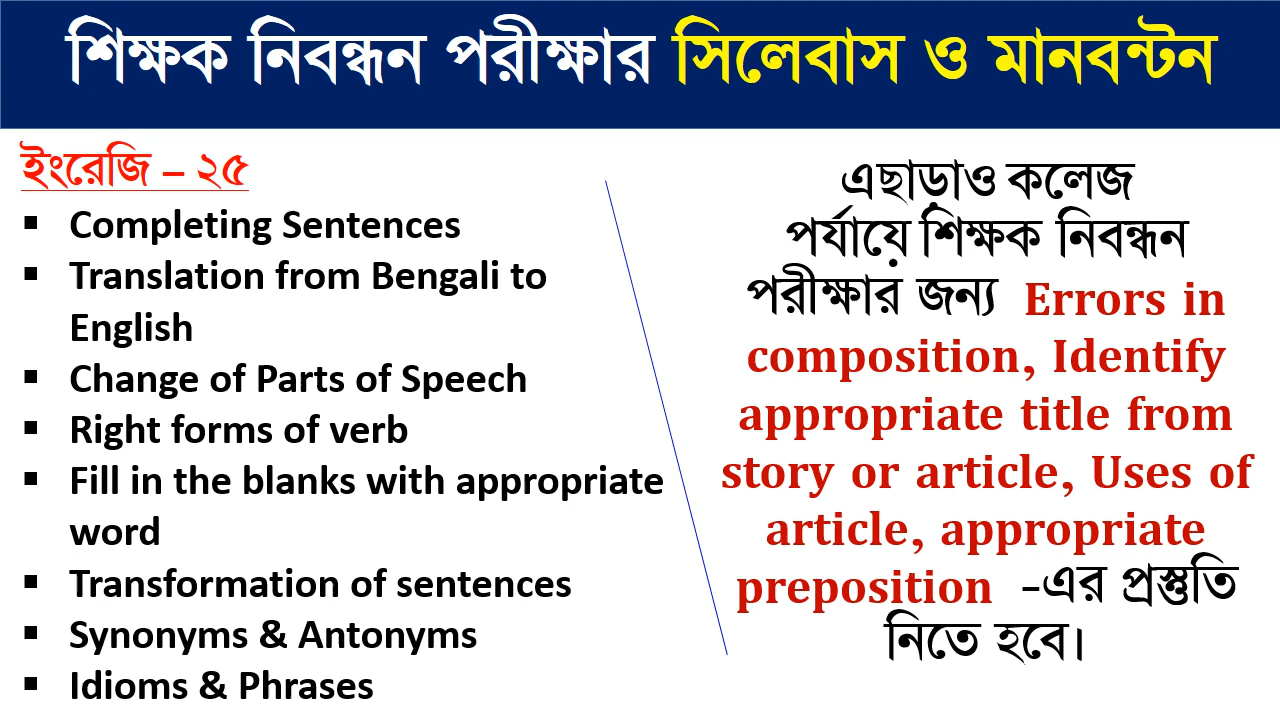 শিক্ষক নিবন্ধন পরীক্ষার সিলেবাস ও মানবন্টন
ইংরেজি – ২৫
▪ Completing Sentences
▪ Translation from Bengali to
English
▪ Change of Parts of Speech
▪ Right forms of verb
▪ Fill in the blanks with appropriate
word
▪ Transformation of sentences
▪ Synonyms & Antonyms
▪ Idioms & Phrases
এছাড়াও কলেজ
পর্যায়ে শিক্ষক নিবন্ধন
পরীক্ষার জন্য Errors in
composition, Identify
appropriate title from
story or article, Uses of
article, appropriate
preposition -এর প্রস্তুতি
নিতে হবে।